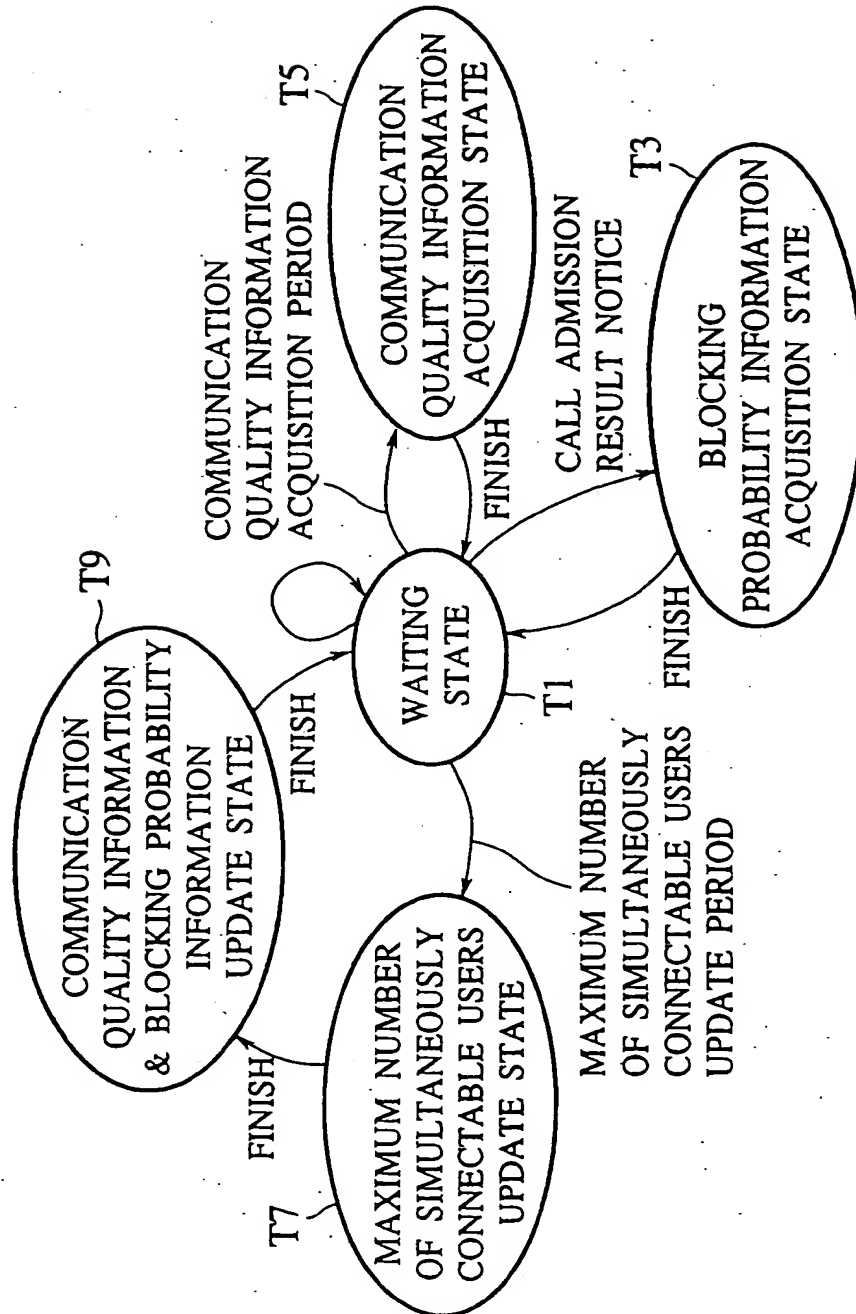 T9
COMMUNICATION
QUALITY INFORMATION
& BLOCKING PROBABILITY
INFORMATION
UPDATE STATE
COMMUNICATION
QUALITY INFORMATION
ACQUISITION PERIOD
T5
COMMUNICATION
QUALITY INFORMATION
ACQUISITION STATE
FINISH
FINISH
FINISH
T7
MAXIMUM NUMBER
OF SIMULTANEOUSLY
CONNECTABLE USERS
UPDATE STATE
WAITING
STATE
T1
CALL ADMISSION
RESULT NOTICE
T3
MAXIMUM NUMBER
OF SIMULTANEOUSLY
CONNECTABLE USERS
UPDATE PERIOD
FINISH
BLOCKING
PROBABILITY INFORMATION
ACQUISITION STATE